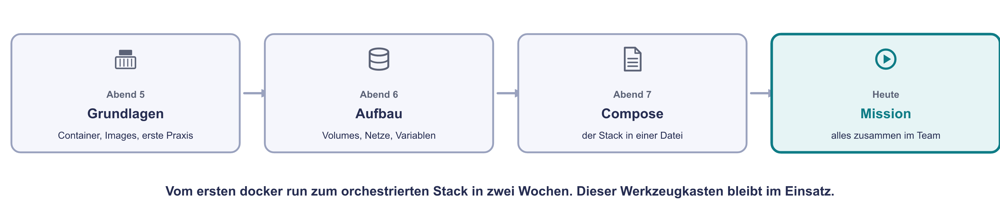 Abend 5
Grundlagen
Container, Images, erste Praxis
Abend 6
Aufbau
Volumes, Netze, Variablen
Abend 7
Compose
der Stack in einer Datei
Heute
Mission
alles zusammen im Team
Vom ersten docker run zum orchestrierten Stack in zwei Wochen. Dieser Werkzeugkasten bleibt im Einsatz.